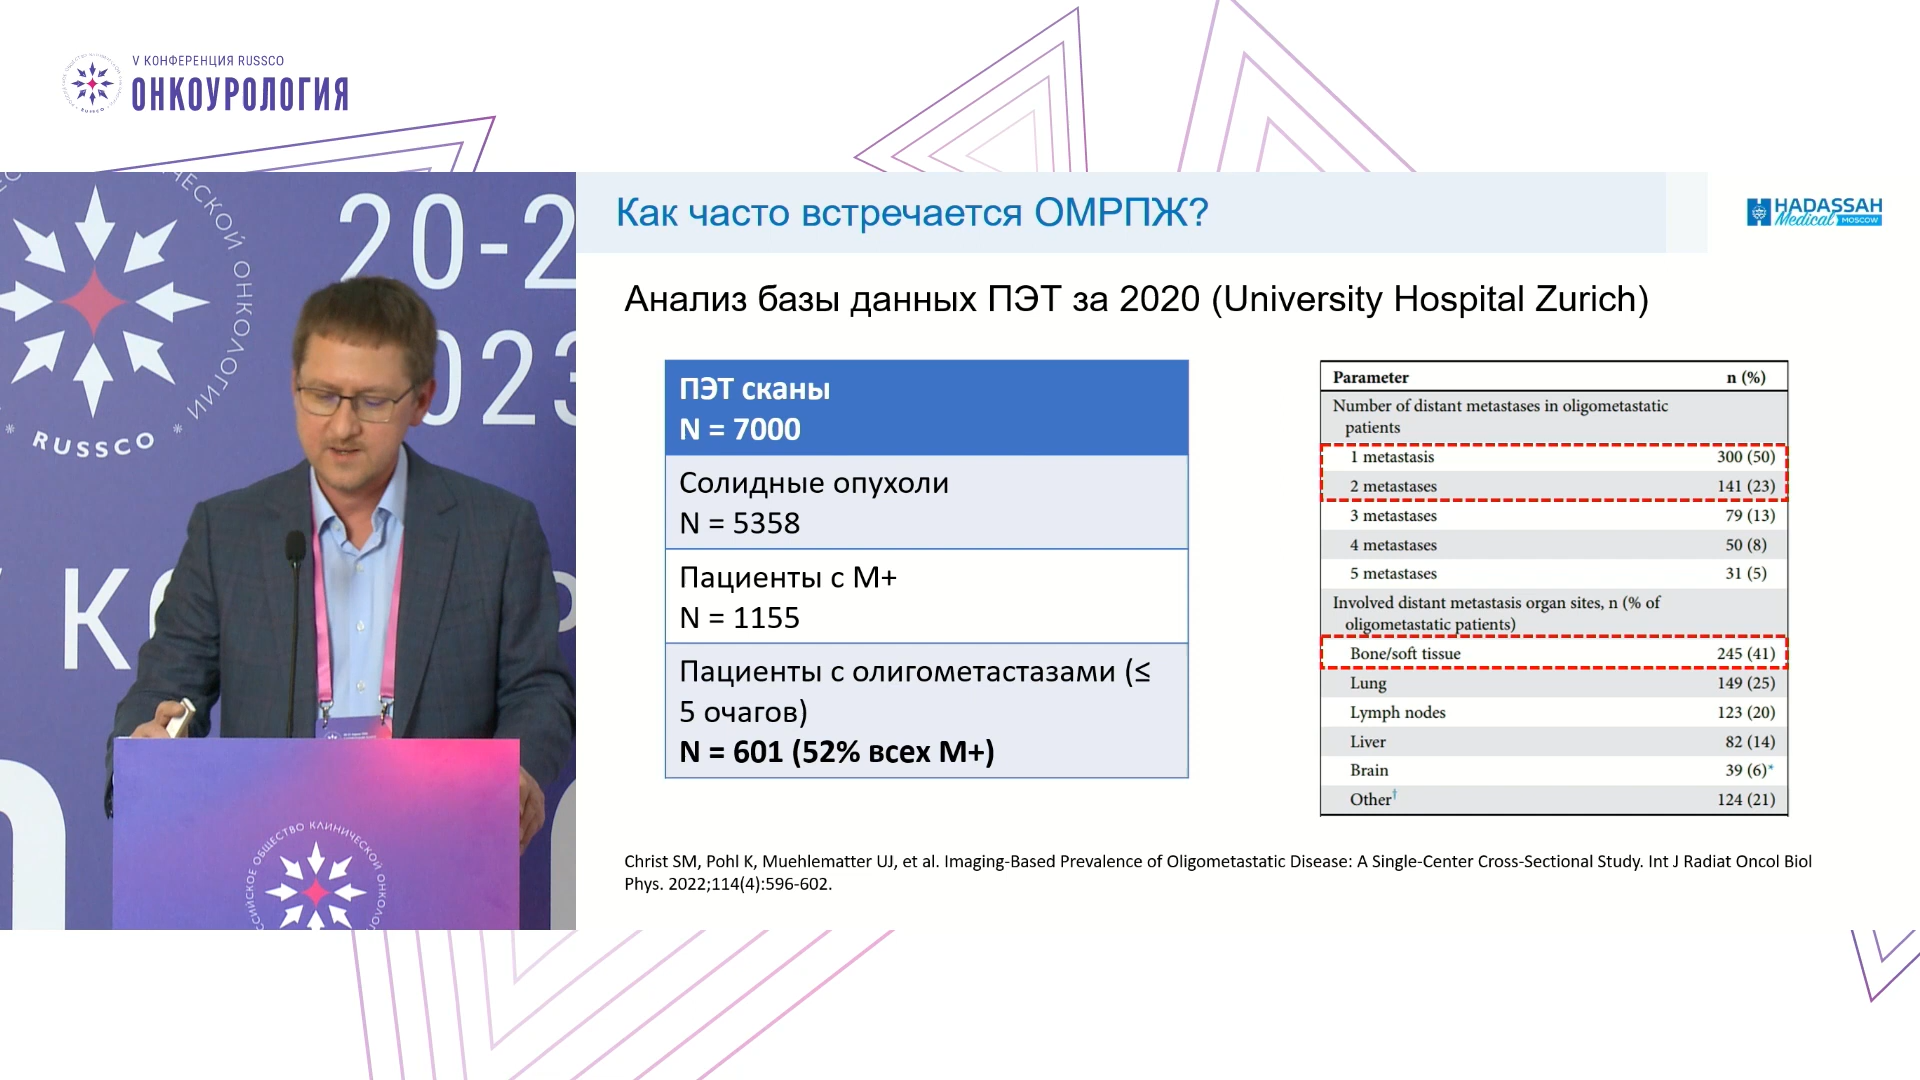 V КОНФЕРЕНЦИЯ RUSSCO
ОНКОУРОЛОГИЯ
20-2
023
RUSSCO
Как часто встречается ОМРПЖ?
HADASSAH
Medical MOSCOW
Анализ базы данных ПЭТ за 2020 (University Hospital Zurich)
ПЭТ сканы
N = 7000
Солидные опухоли
N = 5358
Пациенты с М+
N = 1155
Пациенты с олигометастазами (≤
5 очагов)
N = 601 (52% всех М+)
Parameter n (%)
Number of distant metastases in oligometastatic
patients
1 metastasis 300 (50)
2 metastases 141 (23)
3 metastases 79 (13)
4 metastases 50 (8)
5 metastases 31 (5)
Involved distant metastasis organ sites, n (% of
oligometastatic patients)
Bone/soft tissue 245 (41)
Lung 149 (25)
Lymph nodes 123 (20)
Liver 82 (14)
Brain 39 (6)*
Other† 124 (21)
Christ SM, Pohl K, Muehlematter UJ, et al. Imaging-Based Prevalence of Oligometastatic Disease: A Single-Center Cross-Sectional Study. Int J Radiat Oncol Biol
Phys. 2022;114(4):596-602.